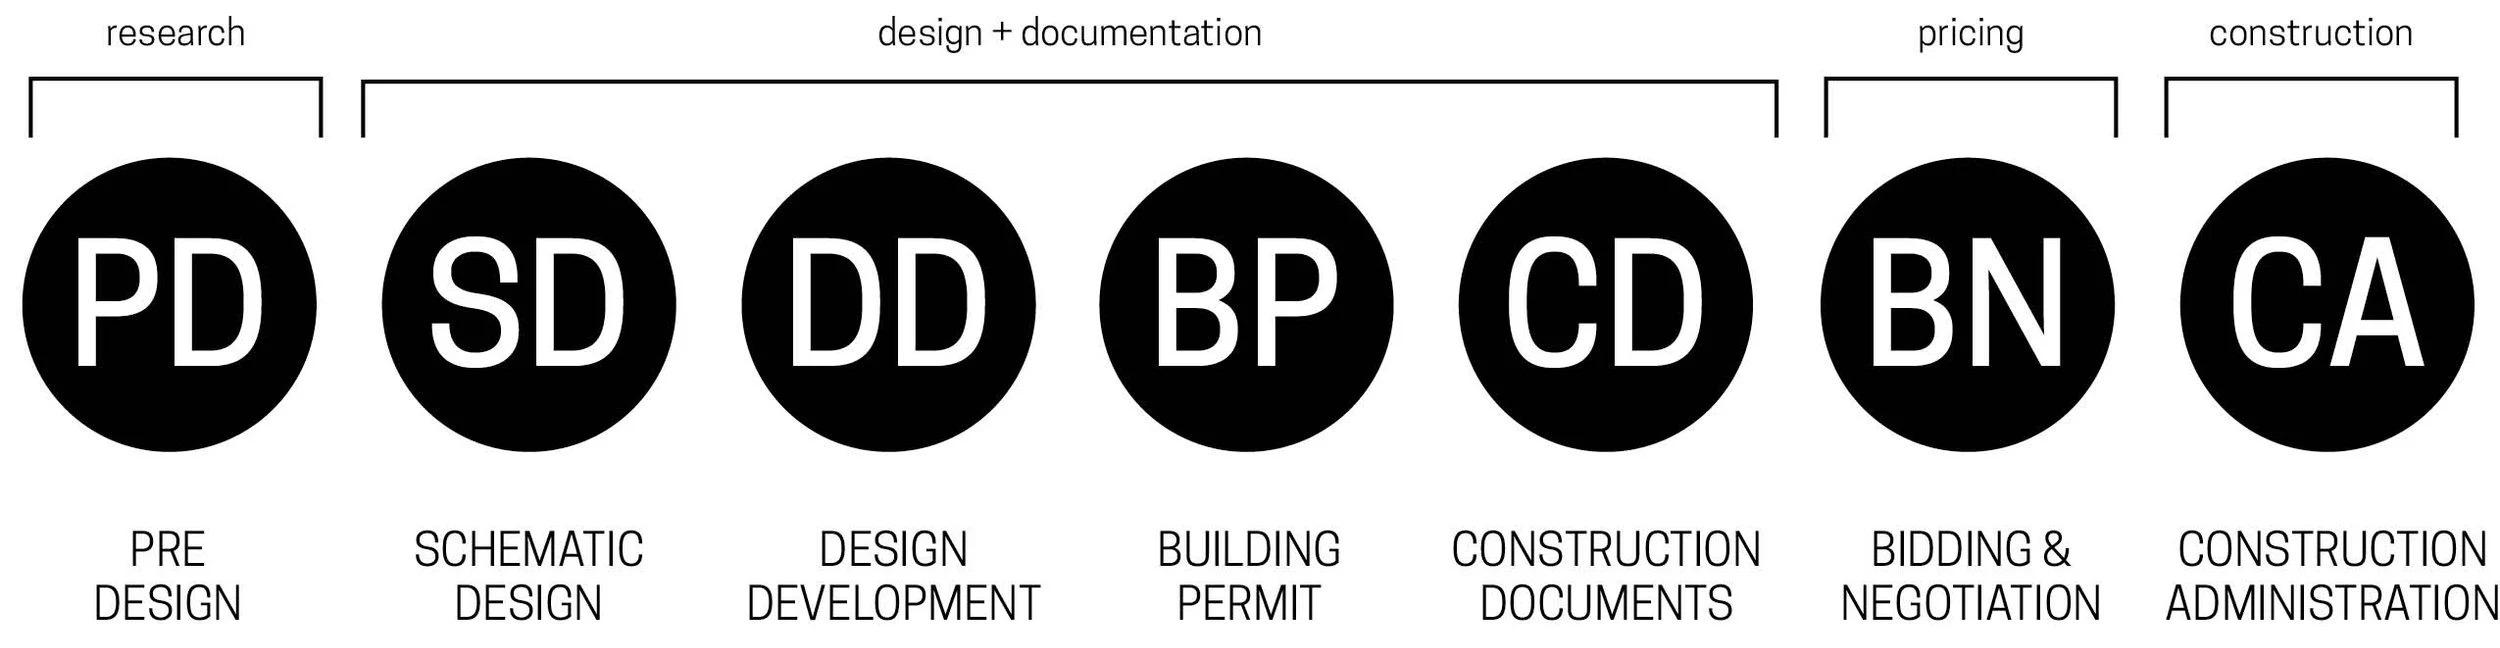 research
design + documentation
pricing
construction
PD
SD
DD
BP
CD
BN
CA
PRE
DESIGN
SCHEMATIC
DESIGN
DESIGN
DEVELOPMENT
BUILDING
PERMIT
CONSTRUCTION
DOCUMENTS
BIDDING &
NEGOTIATION
CONSTRUCTION
ADMINISTRATION